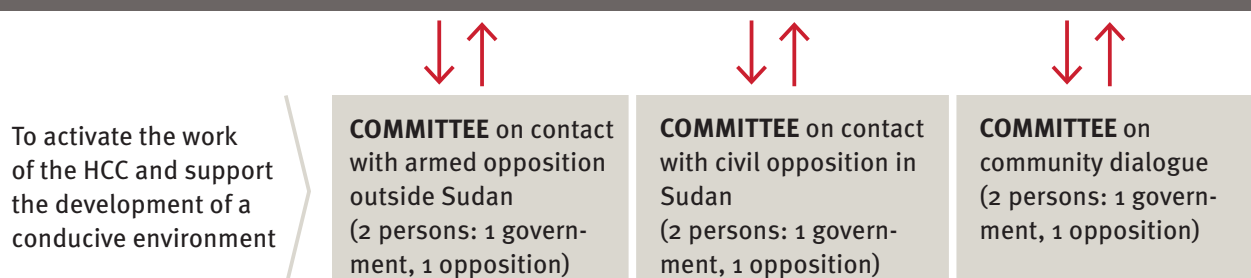 To activate the work
of the HCC and support
the development of a
conducive environment
COMMITTEE on contact
with armed opposition
outside Sudan
(2 persons: 1 govern-
ment, 1 opposition)
COMMITTEE on contact
with civil opposition in
Sudan
(2 persons: 1 govern-
ment, 1 opposition)
COMMITTEE on
community dialogue
(2 persons: 1 govern-
ment, 1 opposition)